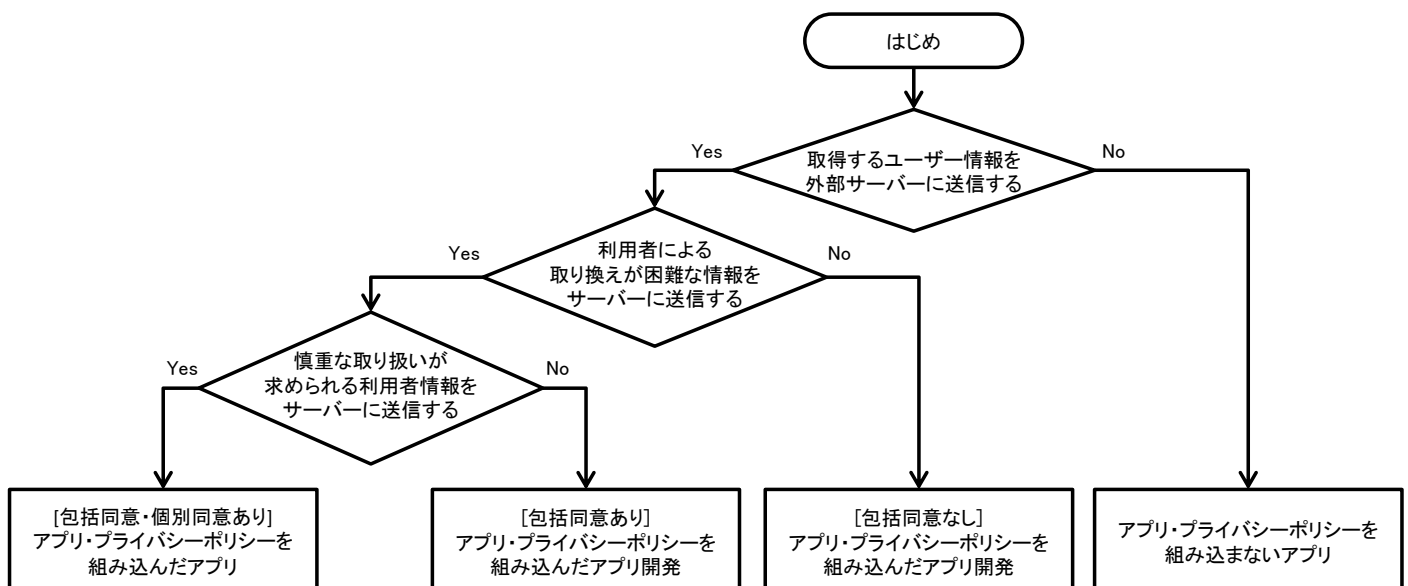 はじめ
Yes
取得するユーザー情報を
外部サーバーに送信する
No
Yes
利用者による
取り換えが困難な情報を
サーバーに送信する
No
Yes
慎重な取り扱いが
求められる利用者情報を
サーバーに送信する
No
[包括同意・個別同意あり]
アプリ・プライバシーポリシーを
組み込んだアプリ
[包括同意あり]
アプリ・プライバシーポリシーを
組み込んだアプリ開発
[包括同意なし]
アプリ・プライバシーポリシーを
組み込んだアプリ開発
アプリ・プライバシーポリシーを
組み込まないアプリ